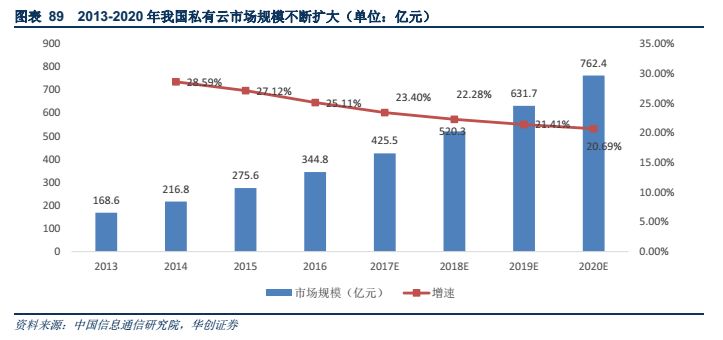 图表 89 2013-2020 年我国私有云市场规模不断扩大（单位：亿元）
900 35.00%
800 762.4 30.00%
700 28.59% 27.12% 25.11% 23.40% 22.28% 631.7 25.00%
600 520.3 21.41% 20.69% 20.00%
500 425.5
400 344.8 15.00%
300 275.6 10.00%
200 168.6 216.8 5.00%
100
0 0.00%
2013 2014 2015 2016 2017E 2018E 2019E 2020E
市场规模（亿元） 增速
资料来源：中国信息通信研究院，华创证券